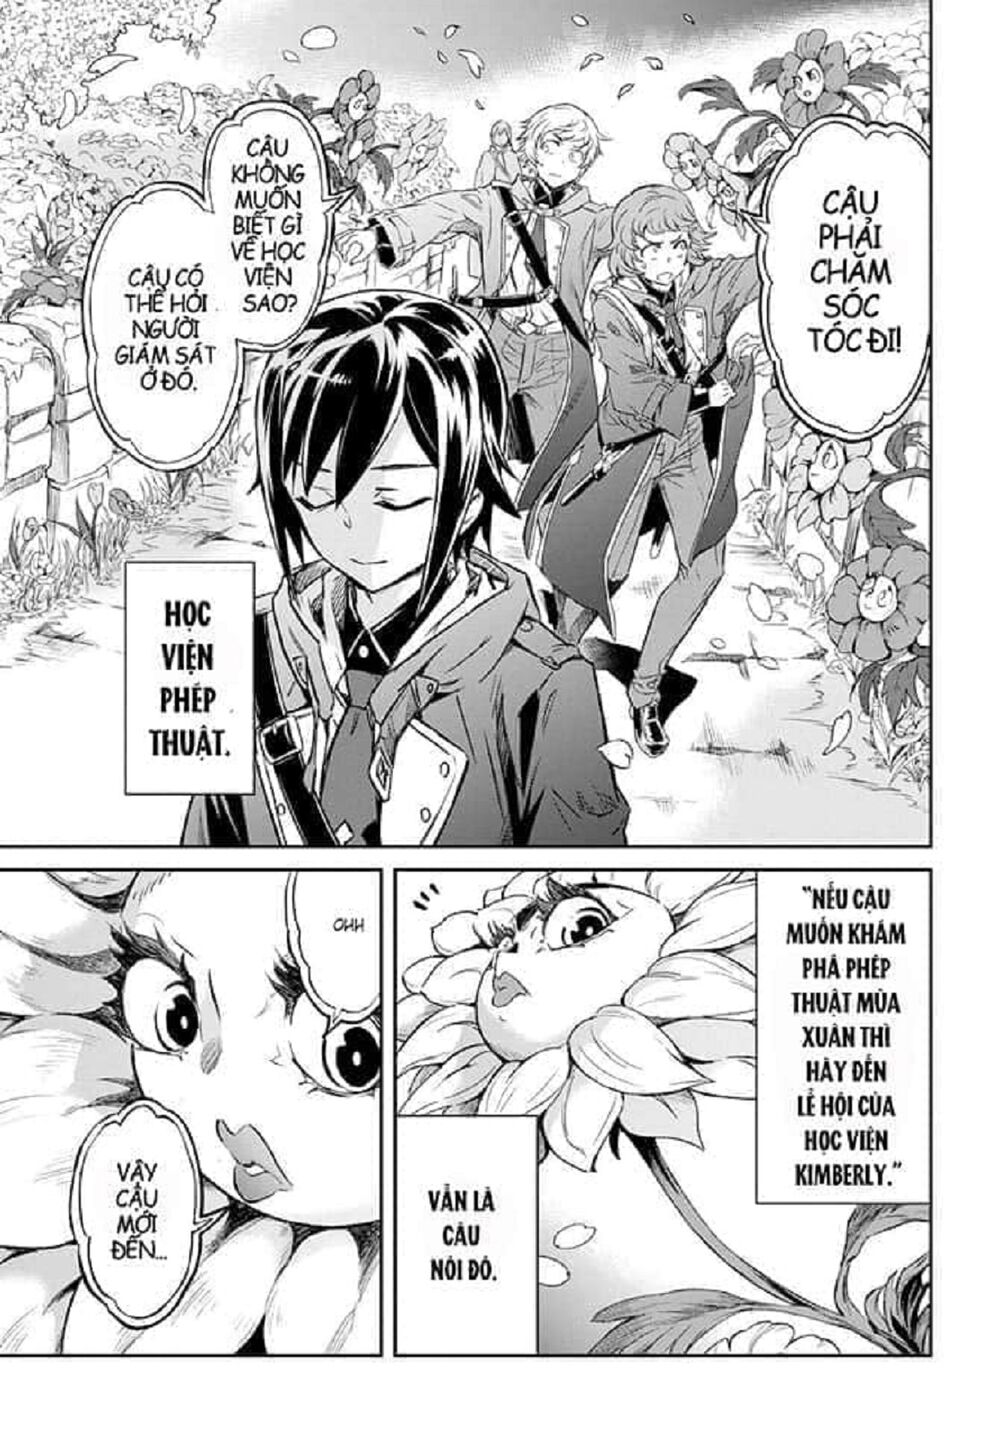 CẬU
PHẢI
CHĂM
SÓC
TÓC ĐI!
CẬU
KHÔNG
MUỐN
BIẾT GÌ
VỀ HỌC
VIỆN
SAO?
CẬU CÓ
THỂ HỎI
NGƯỜI
GIÁM SÁT
Ở ĐÓ.
HỌC
VIỆN
PHÉP
THUẬT.
“NẾU CẬU
MUỐN KHÁM
PHÁ PHÉP
THUẬT MÙA
XUÂN THÌ
HÃY ĐẾN
LỄ HỘI CỦA
HỌC VIỆN
KIMBERLY.”
VẪN LÀ
CÂU
NÓI ĐÓ.
OHH
VẬY
CẬU
MỚI
ĐẾN...